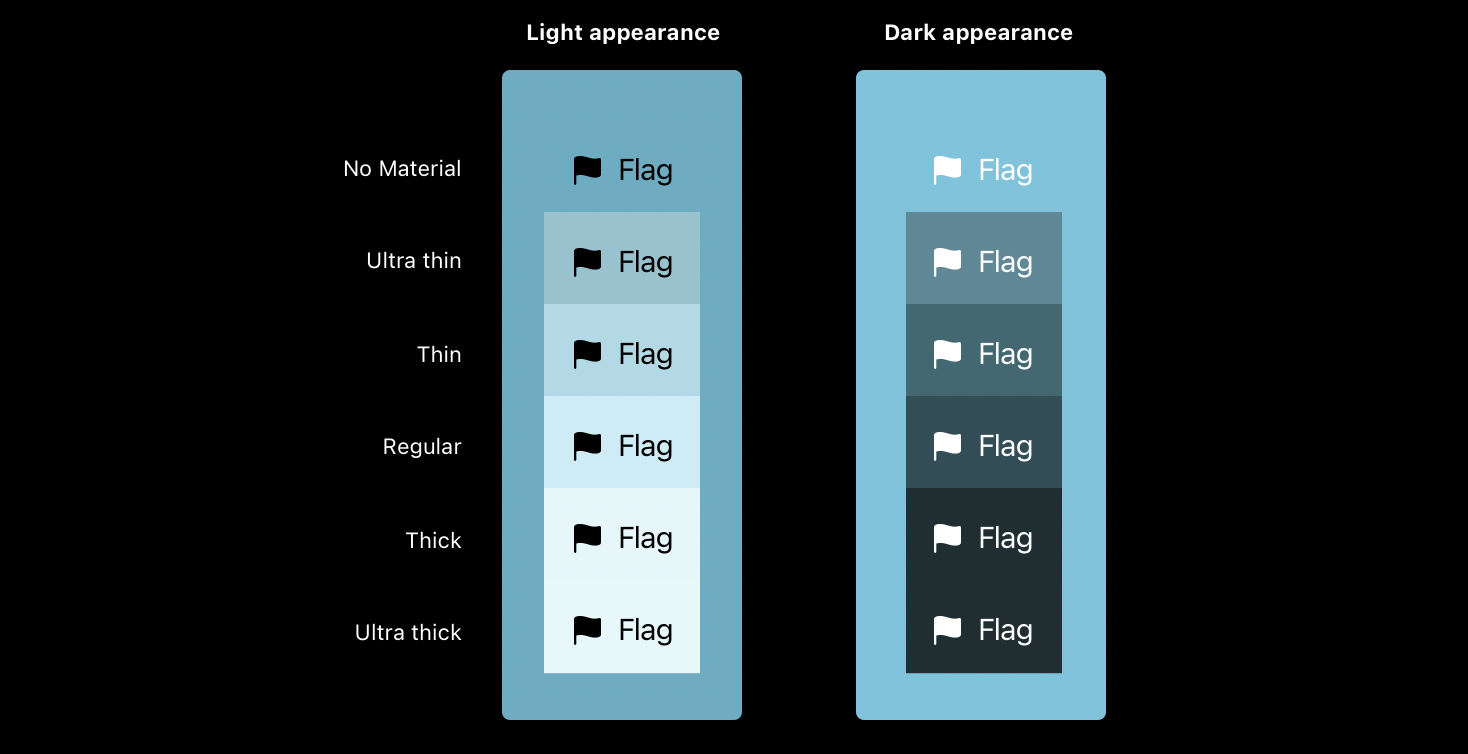 Light appearance
Dark appearance
No Material
Flag
Flag
Ultra thin
Flag
Flag
Thin
Flag
Flag
Regular
Flag
Flag
Thick
Flag
Flag
Ultra thick
Flag
Flag